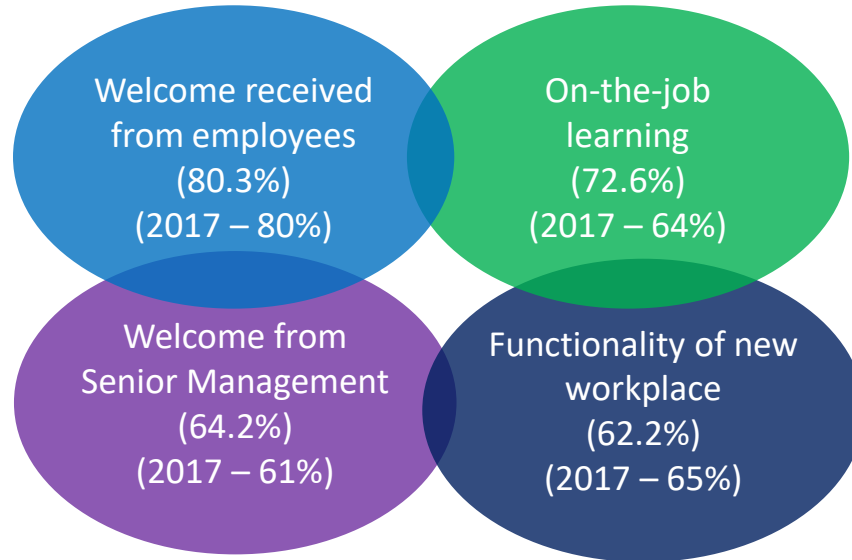 Welcome received
from employees
(80.3%)
(2017 – 80%)
On-the-job
learning
(72.6%)
(2017 – 64%)
Welcome from
Senior Management
(64.2%)
(2017 – 61%)
Functionality of new
workplace
(62.2%)
(2017 – 65%)